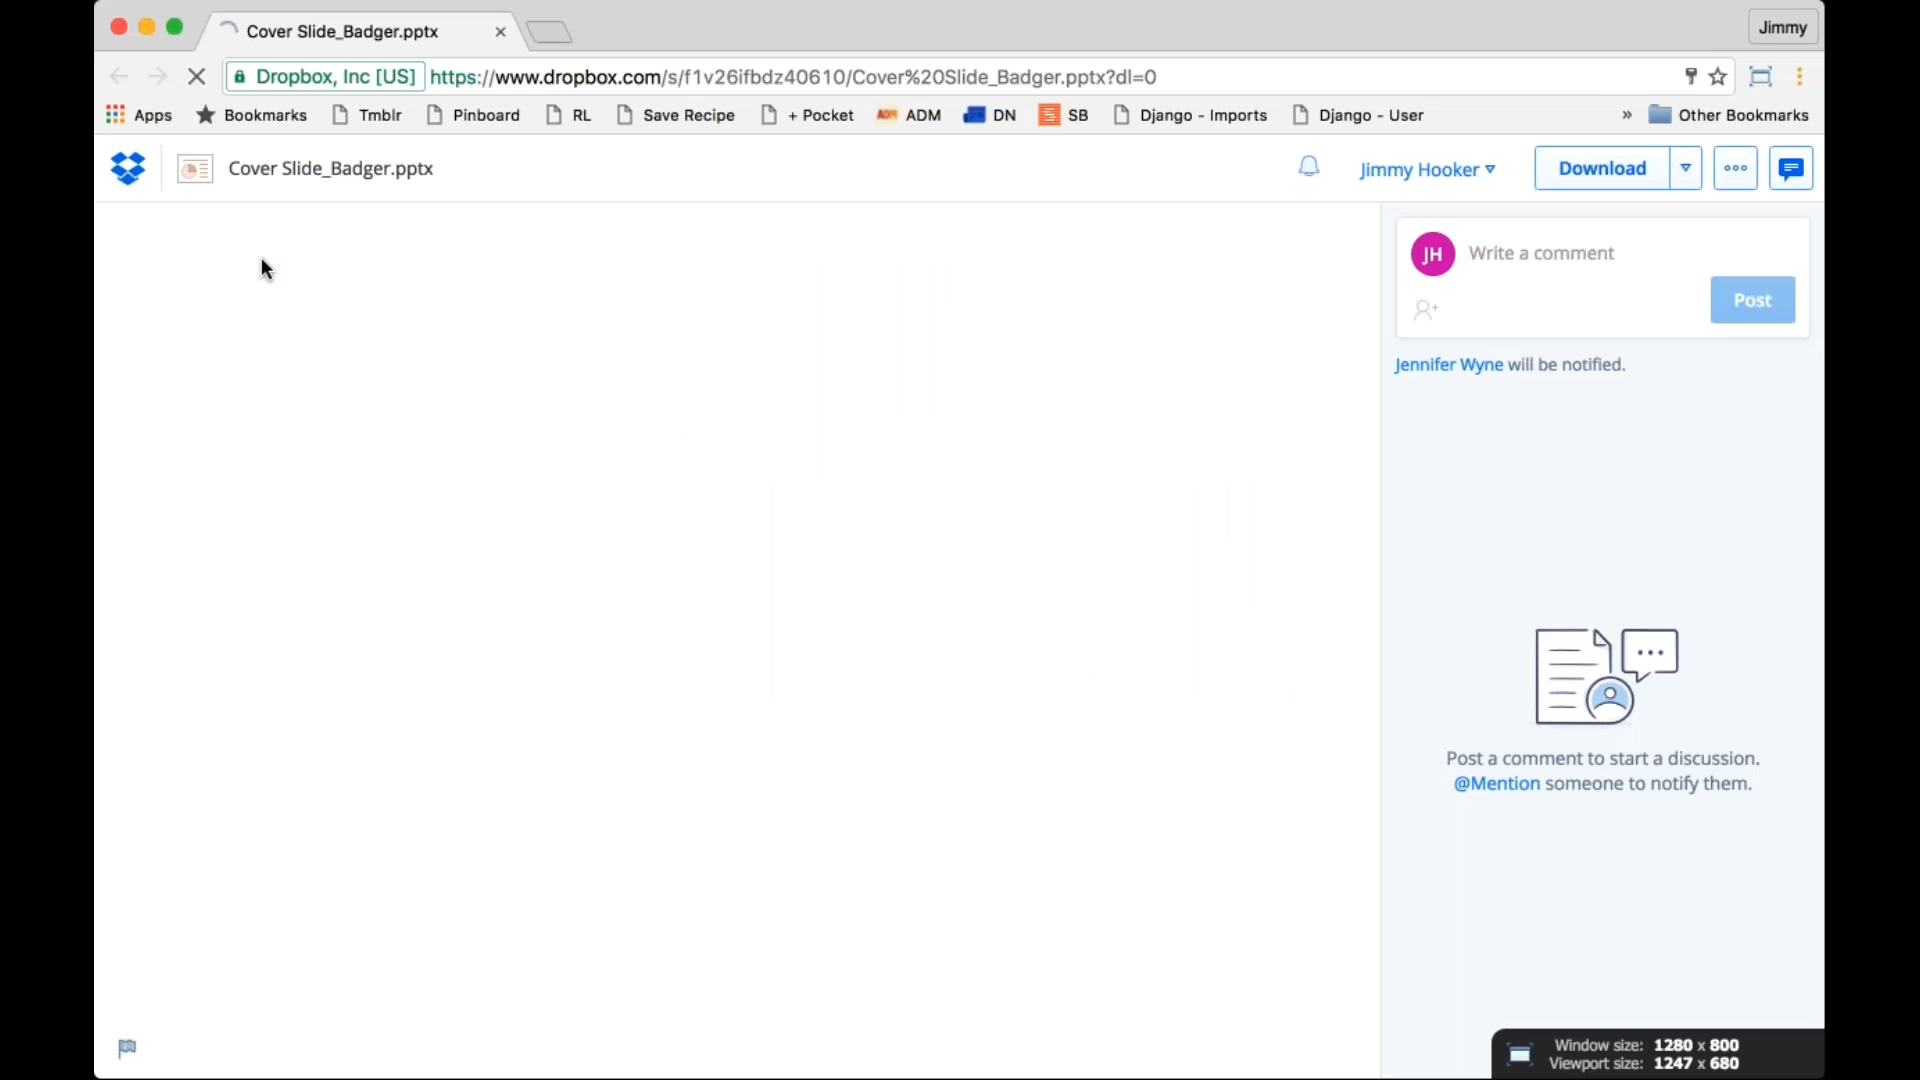 Cover Slide_Badger.pptx
Jimmy
Dropbox, Inc [US] https://www.dropbox.com/s/f1v26ifbdz40610/Cover%20Slide_Badger.pptx?dl=0
Apps Bookmarks Tmblr Pinboard RL Save Recipe + Pocket ADM ADM DN SB Django - Imports Django - User » Other Bookmarks
Cover Slide_Badger.pptx
Jimmy Hooker
Download
JH Write a comment
Post
Jennifer Wyne will be notified.
Post a comment to start a discussion.
@Mention someone to notify them.
Window size: 1280 x 800
Viewport size: 1247 x 680